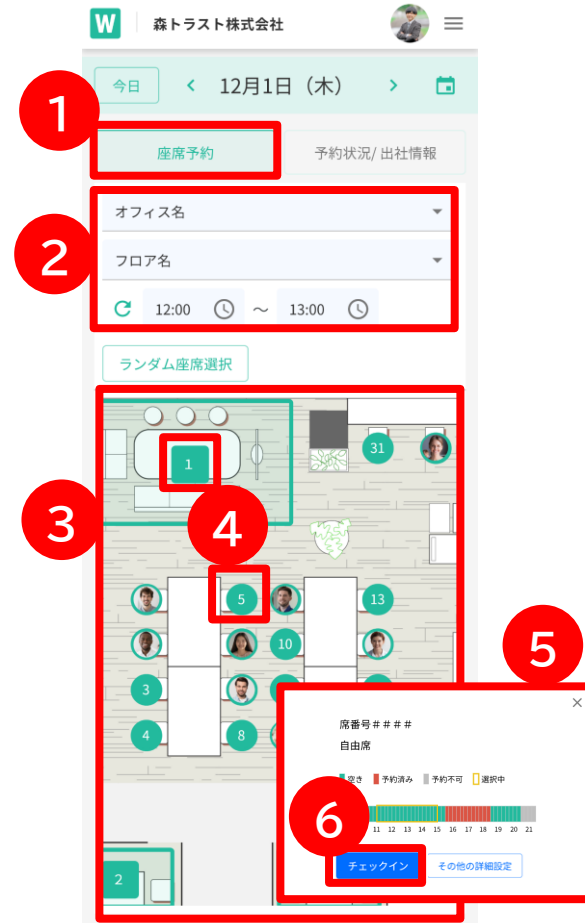 W 森トラスト株式会社
今日 < 12月1日（木） >
1
座席予約 予約状況/ 出社情報
2
オフィス名
フロア名
12:00 ～ 13:00
ランダム座席選択
3
1
31
4
5
13
10
3
4
8
2
5
×
席番号＃＃＃＃
自由席
空き 予約済み 予約不可 選択中
6
11 12 13 14 15 16 17 18 19 20 21
チェックイン その他の詳細設定